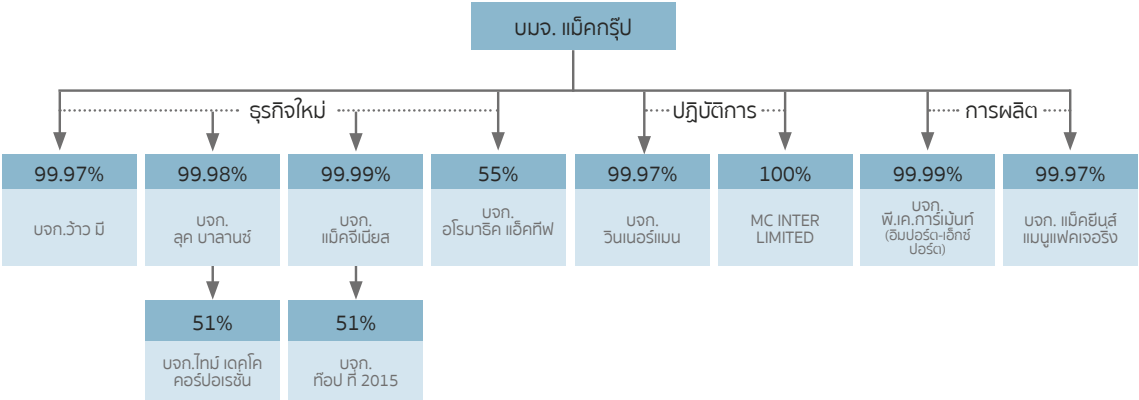 บมจ. แม็คกรุ๊ป
ธุรกิจใหม่
ปฏิบัติการ
การผลิต
99.97%
บจก.ว้าว มี
99.98%
บจก.
ลุค บาลานซ์
99.99%
บจก.
แม็คจีเนียส
55%
บจก.
อโรมาธิค แอ็คทีฟ
99.97%
บจก.
วินเนอร์แมน
100%
MC INTER
LIMITED
99.99%
บจก.
พี.เค.การ์เม้นท์
(อิมปอร์ต-เอ็กซ์
ปอร์ต)
99.97%
บจก. แม็คยีนส์
แมนูแฟคเจอริ่ง
51%
บจก.ไทม์ เดคโค
คอร์ปอเรชั่น
51%
บจก.
ท๊อป ที 2015